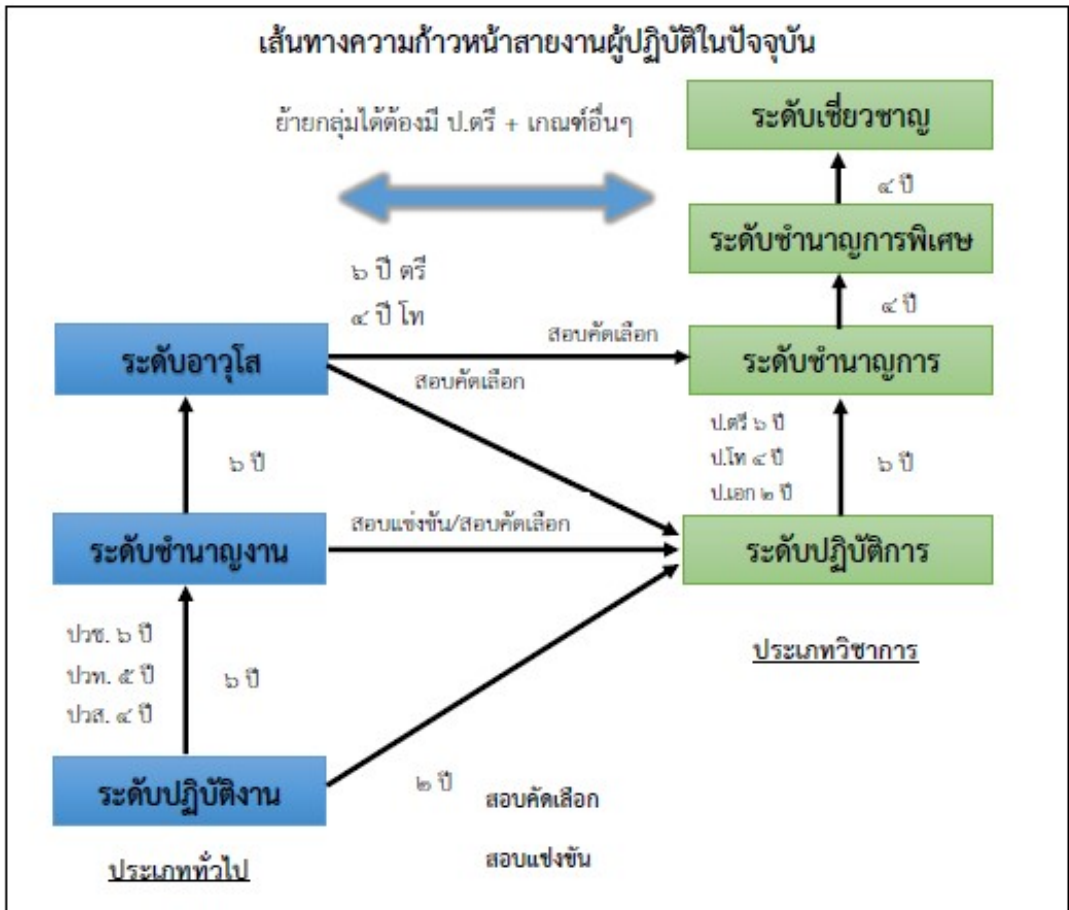 เส้นทางความก้าวหน้าสายงานผู้ปฏิบัติในปัจจุบัน
ย้ายกลุ่มได้ต้องมี ป.ตรี + เกณฑ์อื่นๆ
ระดับเชี่ยวชาญ
๔ ปี
ระดับชำนาญการพิเศษ
๖ ปี ตรี
๔ ปี โท
๔ ปี
สอบคัดเลือก
ระดับอาวุโส
ระดับชำนาญการ
สอบคัดเลือก
๖ ปี
ป.ตรี ๖ ปี
ป.โท ๔ ปี
ป.เอก ๒ ปี
๖ ปี
สอบแข่งขัน/สอบคัดเลือก
ระดับชำนาญงาน
ระดับปฏิบัติการ
ปวช. ๖ ปี
ปวท. ๕ ปี
ปวส. ๔ ปี
๖ ปี
ประเภทวิชาการ
ระดับปฏิบัติงาน
๒ ปี
สอบคัดเลือก
สอบแข่งขัน
ประเภททั่วไป